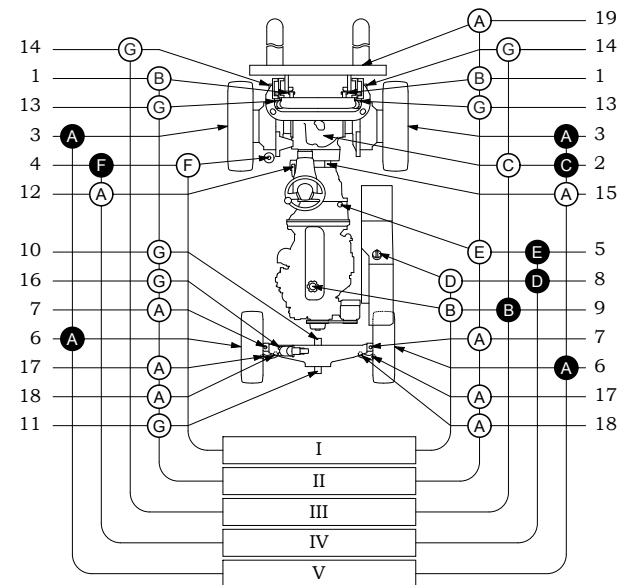 A 19
14 G G 14
1 B B 1
13 G G 13
3 A A 3
4 F F C C 2
12 A A 15
10 G E E 5
16 G D D 8
7 A B B 9
6 A A 7
17 A A 6
18 A A 17
11 G A 18
I
II
III
IV
V